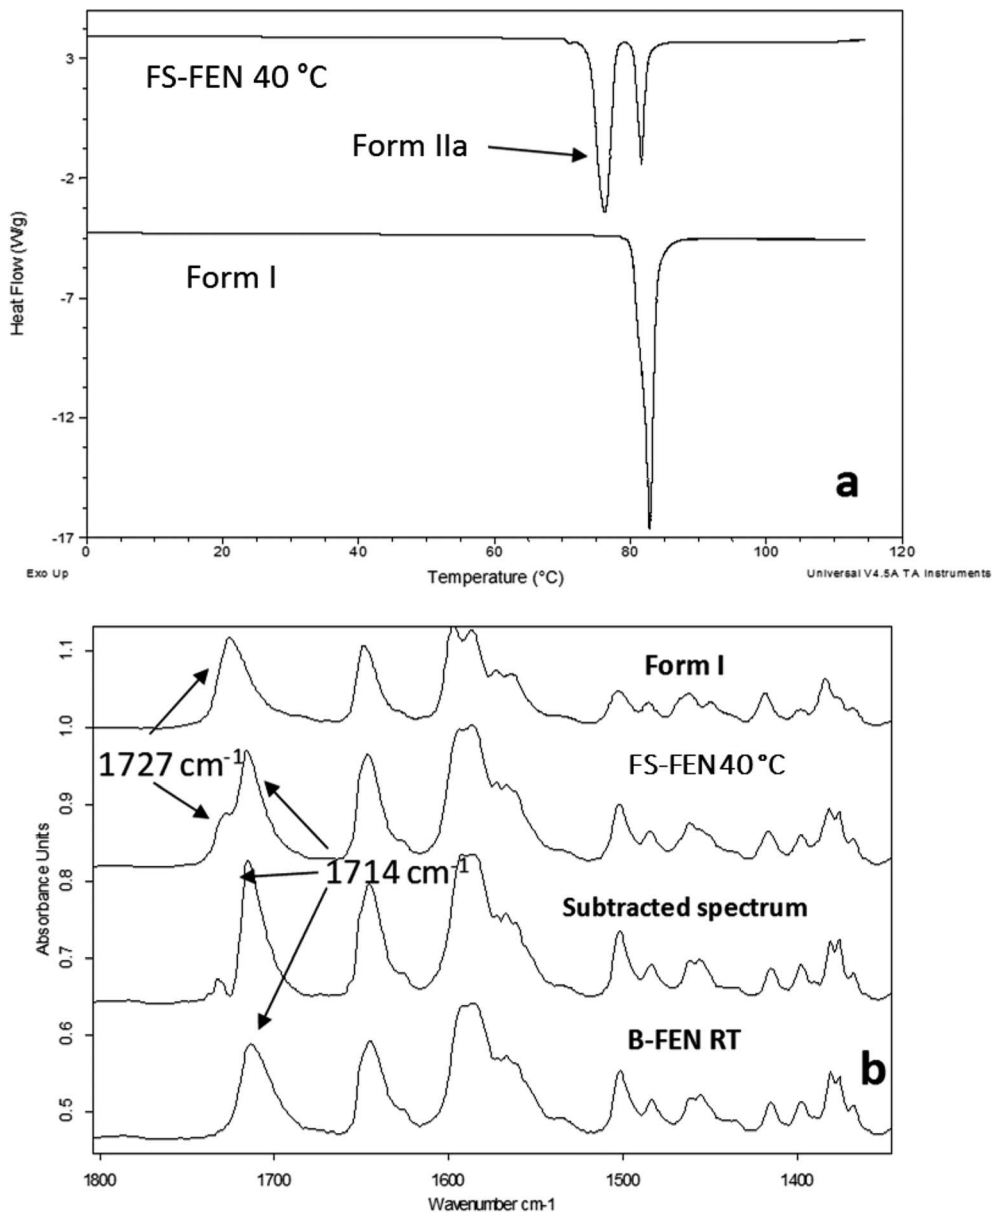 a
3
FS-FEN 40 °C
Form IIa
-2
Form I
-7
-12
-17
Heat Flow (W/g)
0 20 40 60 80 100 120
Exo Up
Temperature (°C)
Universal V4.5A TA Instruments
1.1
Form I
1.0
1727 cm-1
FS-FEN 40 °C
0.9
1714 cm-1
0.8
Subtracted spectrum
0.7
0.6
B-FEN RT
b
0.5
Absorbance Units
1800 1700 1600 1500 1400
Wavenumber cm-1